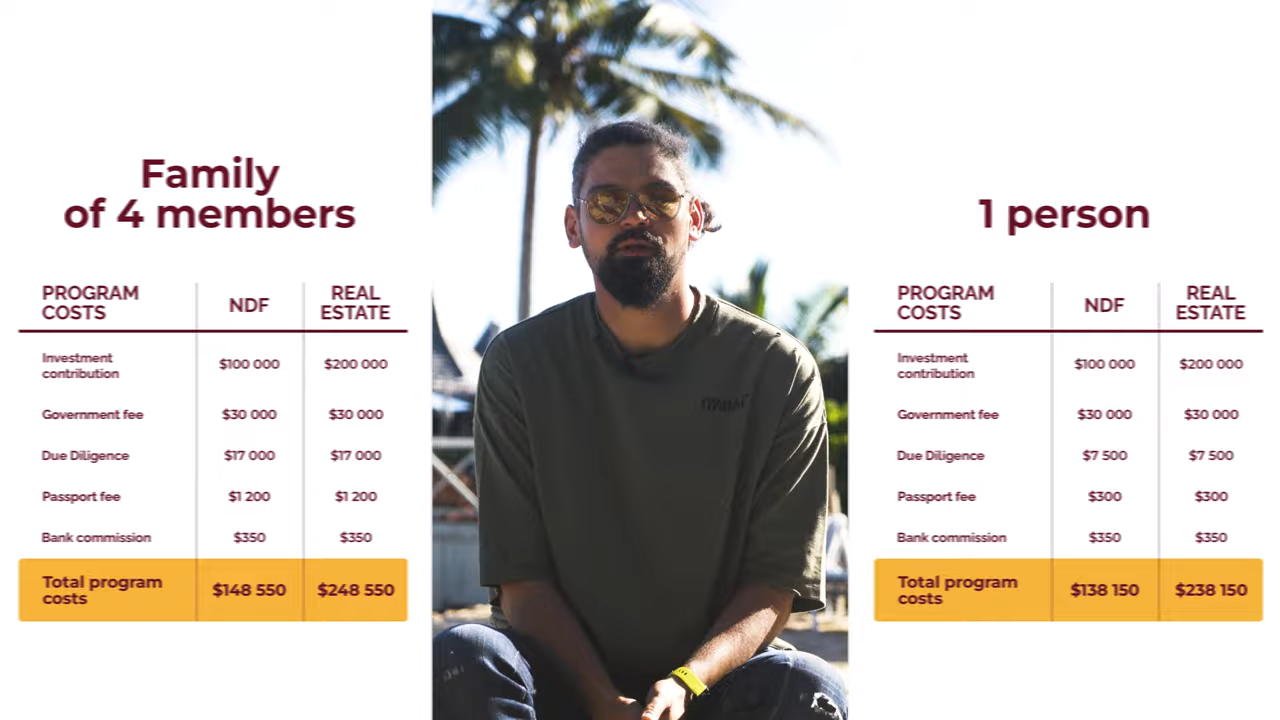 Family
of 4 members
PROGRAM
COSTS
NDF
REAL
ESTATE
Investment
contribution
$100 000
$200 000
Government fee
$30 000
$30 000
Due Diligence
$17 000
$17 000
Passport fee
$1 200
$1 200
Bank commission
$350
$350
Total program
costs
$148 550
$248 550
1 person
PROGRAM
COSTS
NDF
REAL
ESTATE
Investment
contribution
$100 000
$200 000
Government fee
$30 000
$30 000
Due Diligence
$7 500
$7 500
Passport fee
$300
$300
Bank commission
$350
$350
Total program
costs
$138 150
$238 150